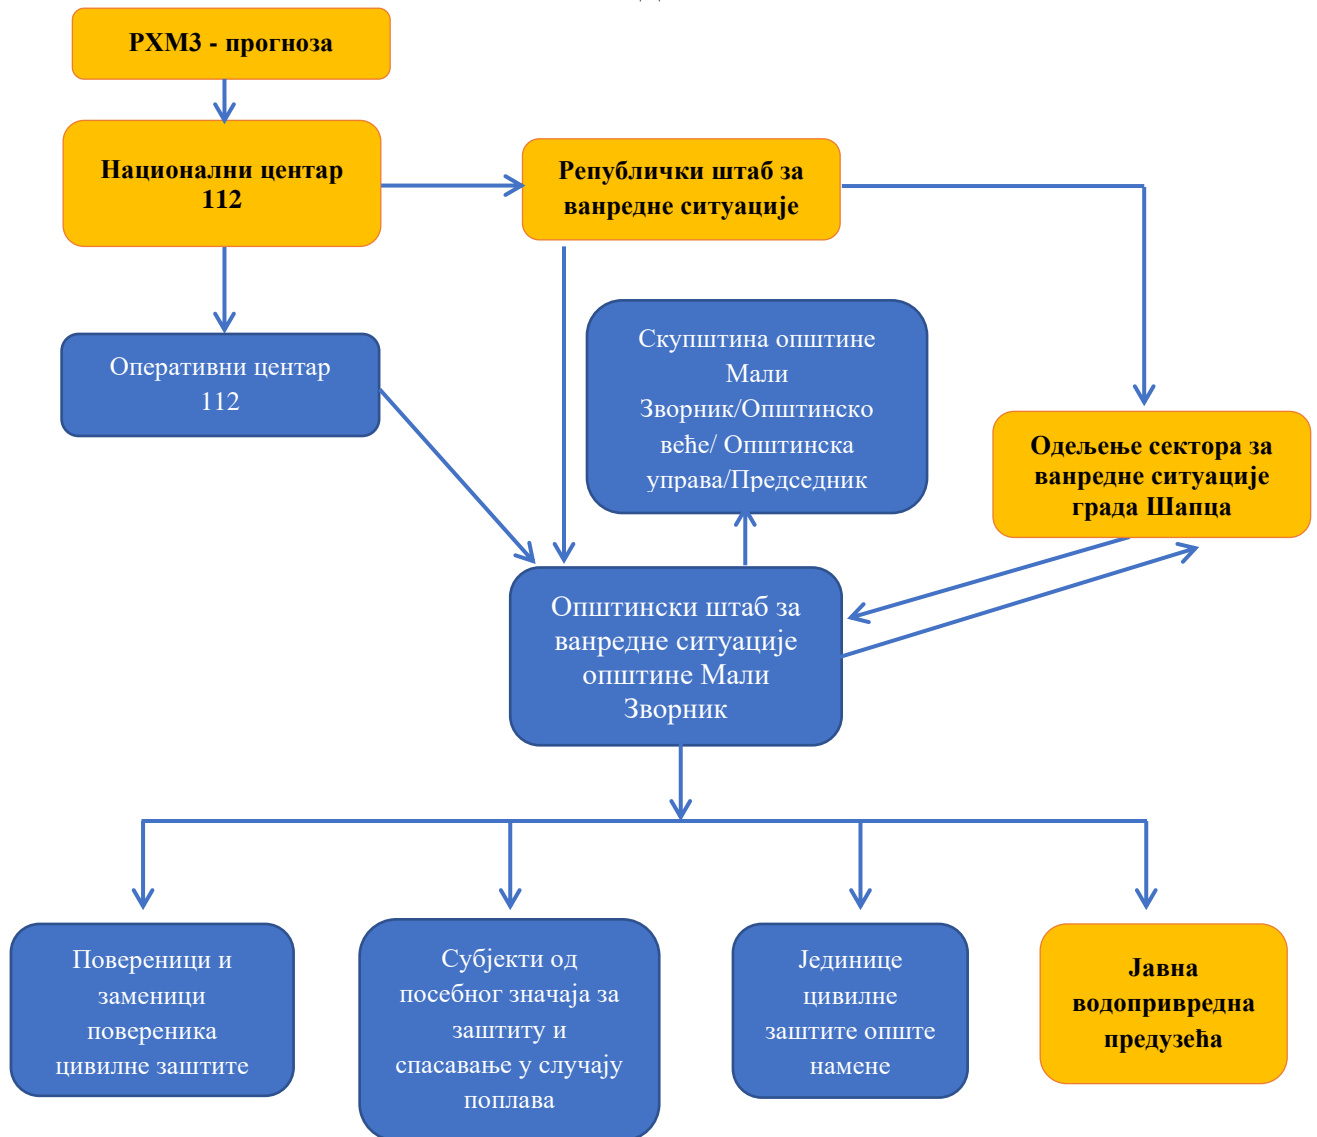 РХМЗ - прогноза
Национални центар
112
Републички штаб за
ванредне ситуације
Оперативни центар
112
Скупштина општине
Мали
Зворник/Општинско
веће/ Општинска
управа/Председник
Одељење сектора за
ванредне ситуације
града Шапца
Општински штаб за
ванредне ситуације
општине Мали
Зворник
Повереници и
заменици
повереника
цивилне заштите
Субјекти од
посебног значаја за
заштиту и
спасавање у случају
поплава
Јединице
цивилне
заштите опште
намене
Јавна
водопривредна
предузећа